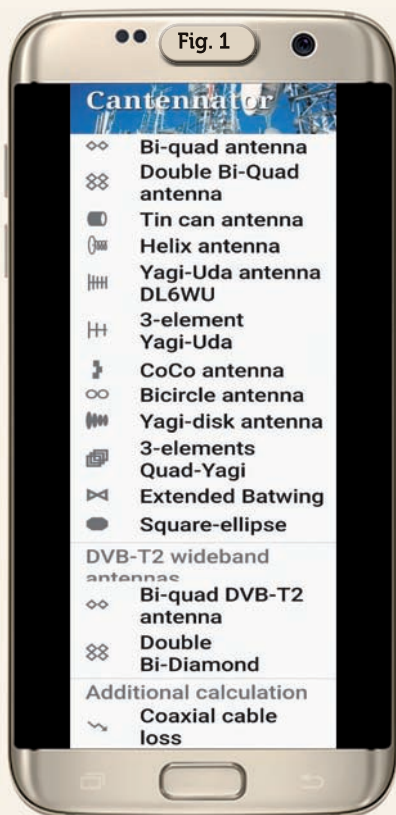 Fig. 1
Cantennator
Bi-quad antenna
Double Bi-Quad
antenna
Tin can antenna
Helix antenna
Yagi-Uda antenna
DL6WU
3-element
Yagi-Uda
CoCo antenna
Bicircle antenna
Yagi-disk antenna
3-elements
Quad-Yagi
Extended Batwing
Square-ellipse
DVB-T2 wideband
antennas
Bi-quad DVB-T2
antenna
Double
Bi-Diamond
Additional calculation
Coaxial cable
loss